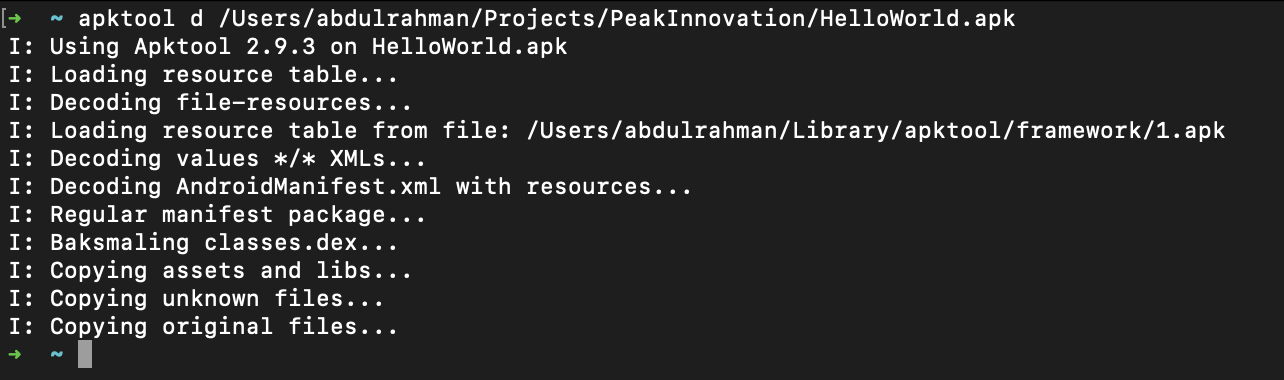 [➜  ~ apktool d /Users/abdulrahman/Projects/PeakInnovation/HelloWorld.apk
I: Using Apktool 2.9.3 on HelloWorld.apk
I: Loading resource table...
I: Decoding file-resources...
I: Loading resource table from file: /Users/abdulrahman/Library/apktool/framework/1.apk
I: Decoding values */* XMLs...
I: Decoding AndroidManifest.xml with resources...
I: Regular manifest package...
I: Baksmaling classes.dex...
I: Copying assets and libs...
I: Copying unknown files...
I: Copying original files...
➜  ~